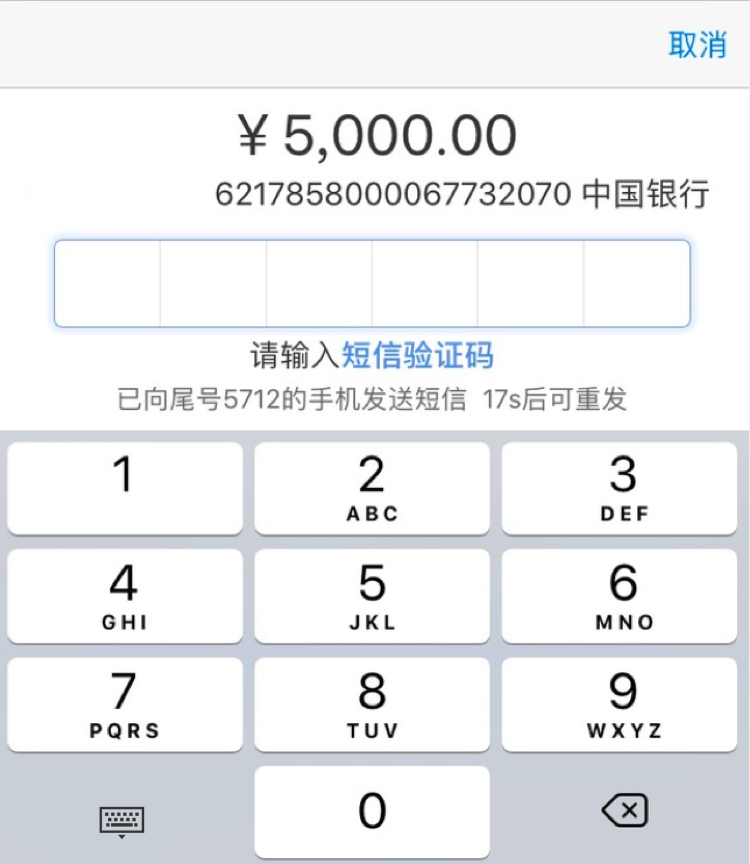 取消
¥ 5,000.00
6217858000067732070 中国银行
请输入短信验证码
已向尾号5712的手机发送短信 17s后可重发
1 2 3
ABC DEF
4 5 6
GHI JKL MNO
7 8 9
PQRS TUV WXYZ
0